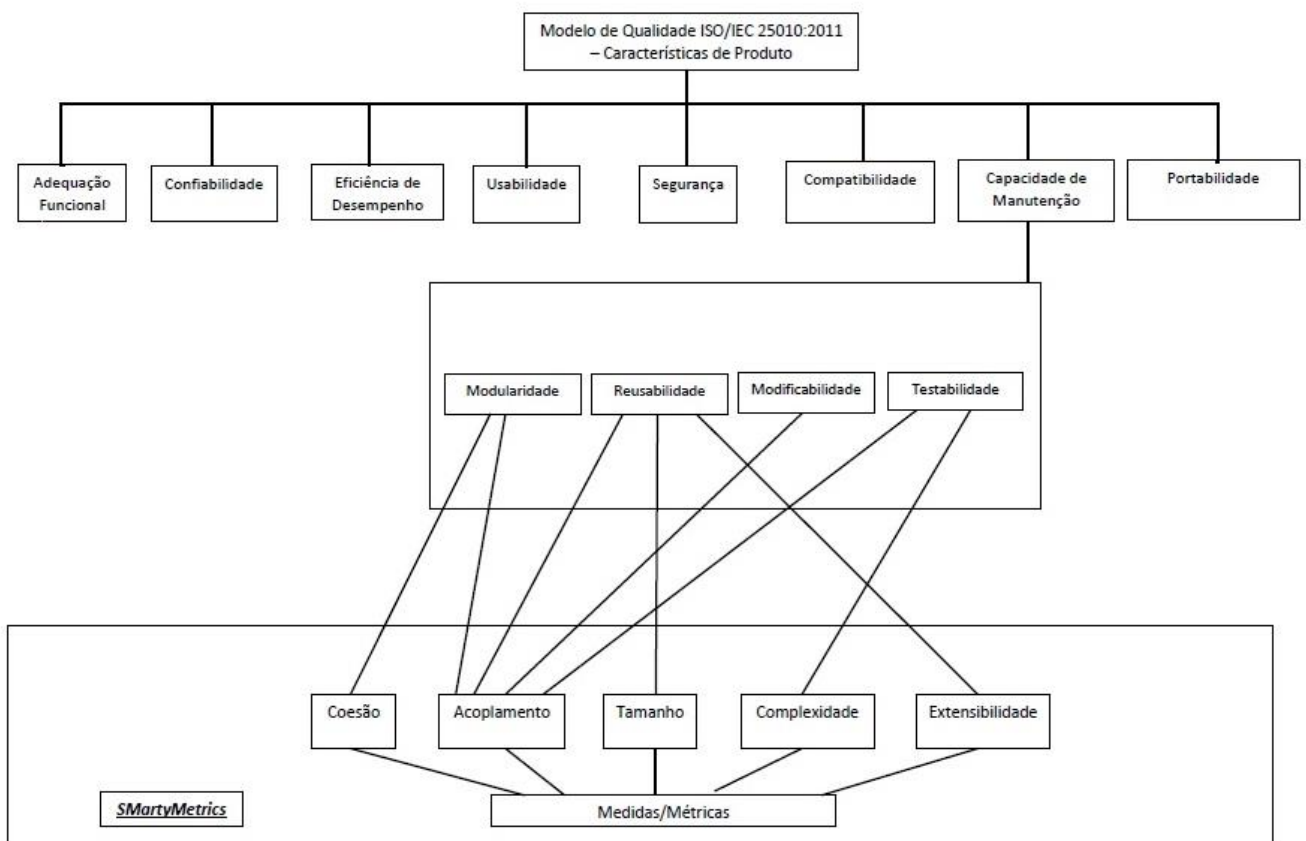 Modelo de Qualidade ISO/IEC 25010:2011
– Características de Produto
Adequação
Funcional
Confiabilidade
Eficiência de
Desempenho
Usabilidade
Segurança
Compatibilidade
Capacidade de
Manutenção
Portabilidade
Modularidade
Reusabilidade
Modificabilidade
Testabilidade
Coesão
Acoplamento
Tamanho
Complexidade
Extensibilidade
SMartyMetrics
Medidas/Métricas